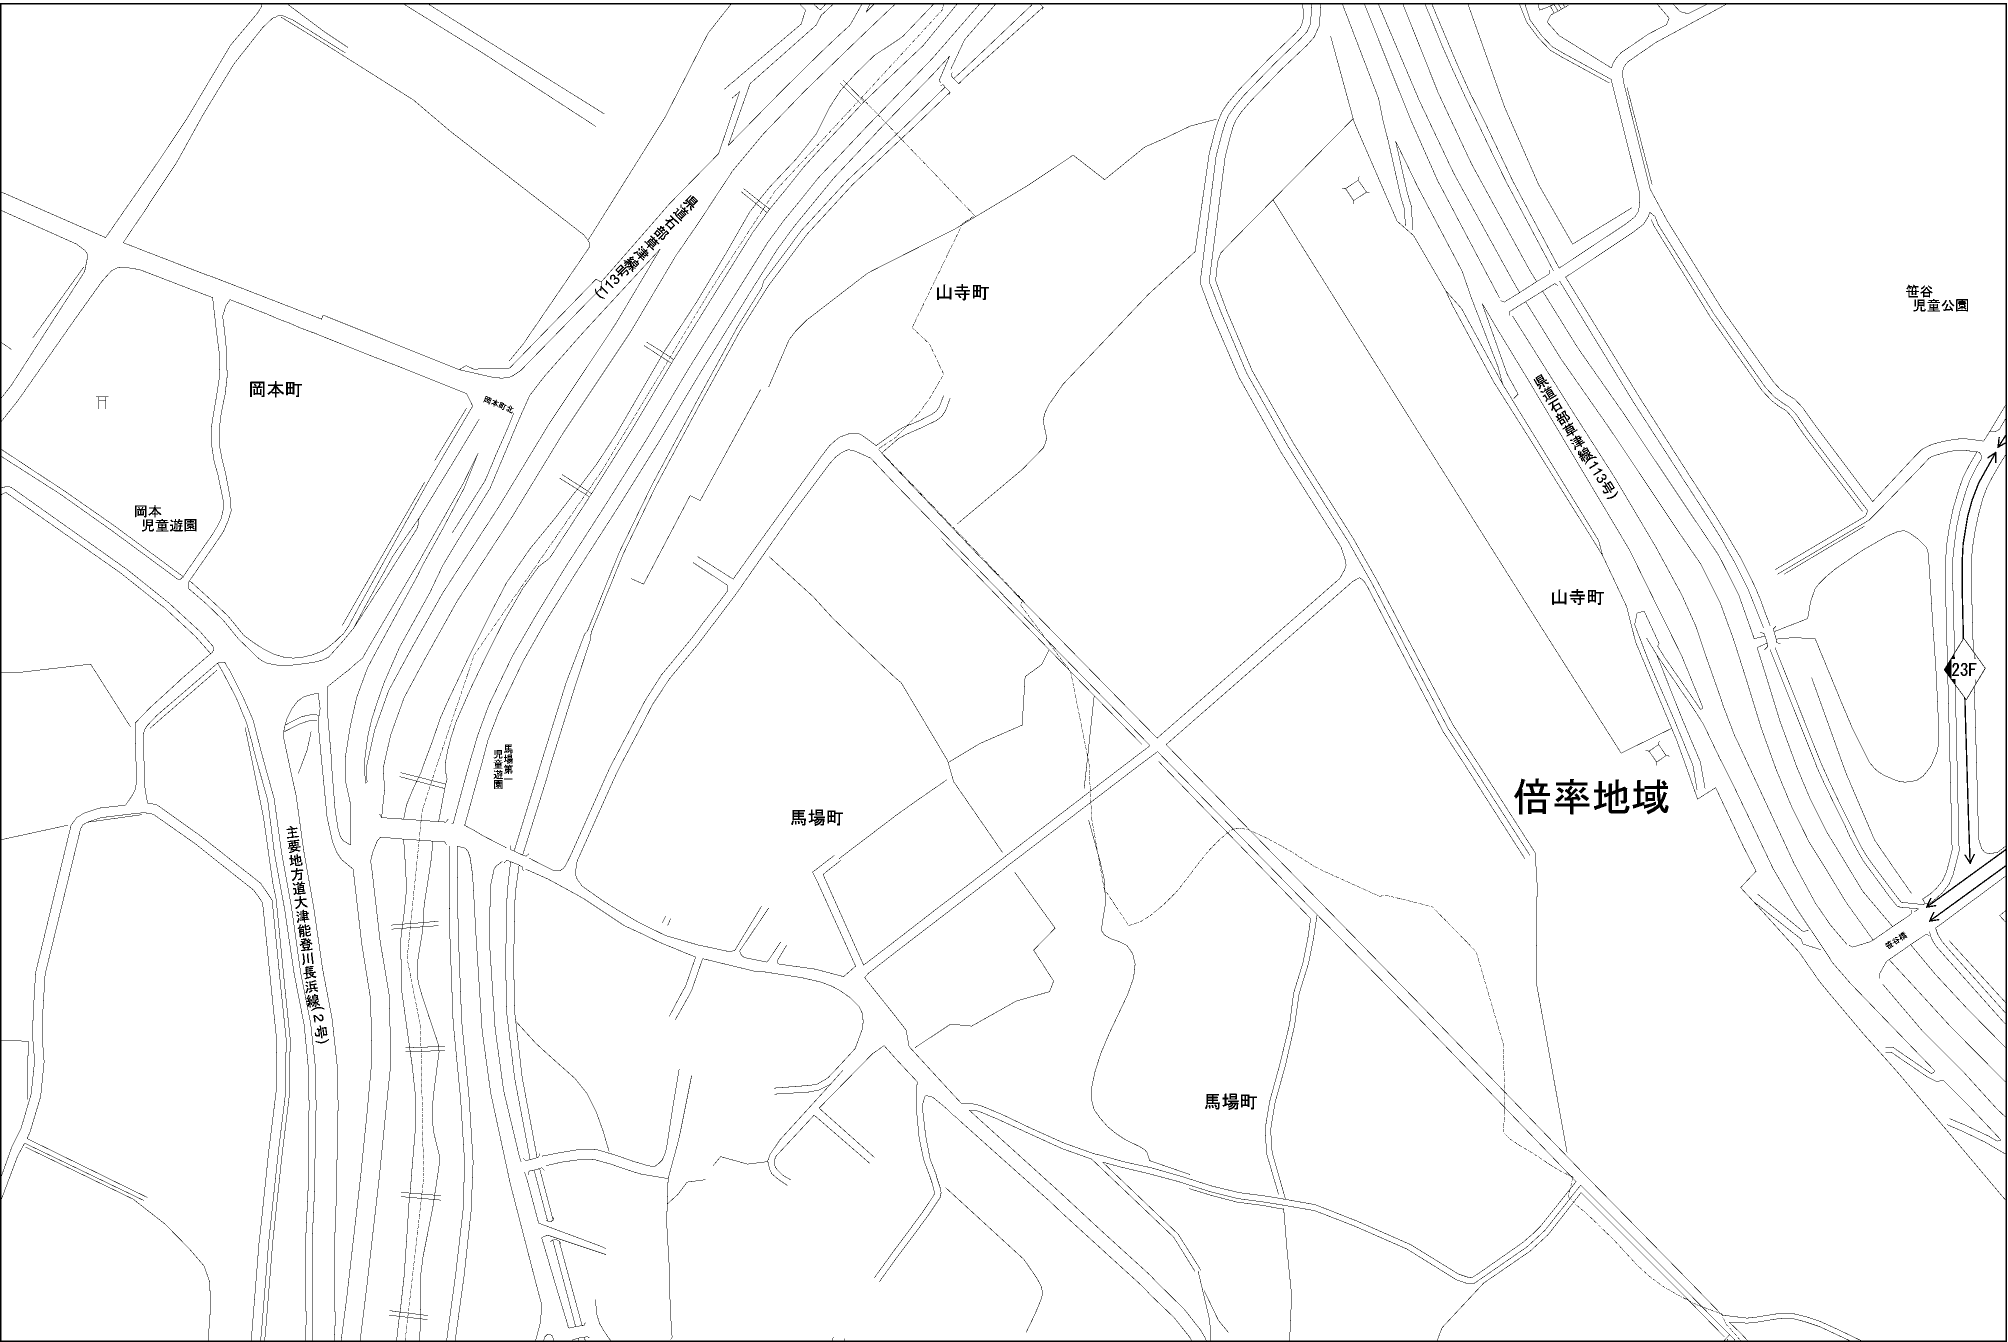 県道石部草津線
(113号)
山寺町
笹谷
児童公園
岡本町
岡本町北
県道石部草津線(113号)
岡本
児童遊園
山寺町
23F
馬場第一
児童遊園
倍率地域
馬場町
主要地方道大津能登川長浜線(2号)
笹谷橋
馬場町